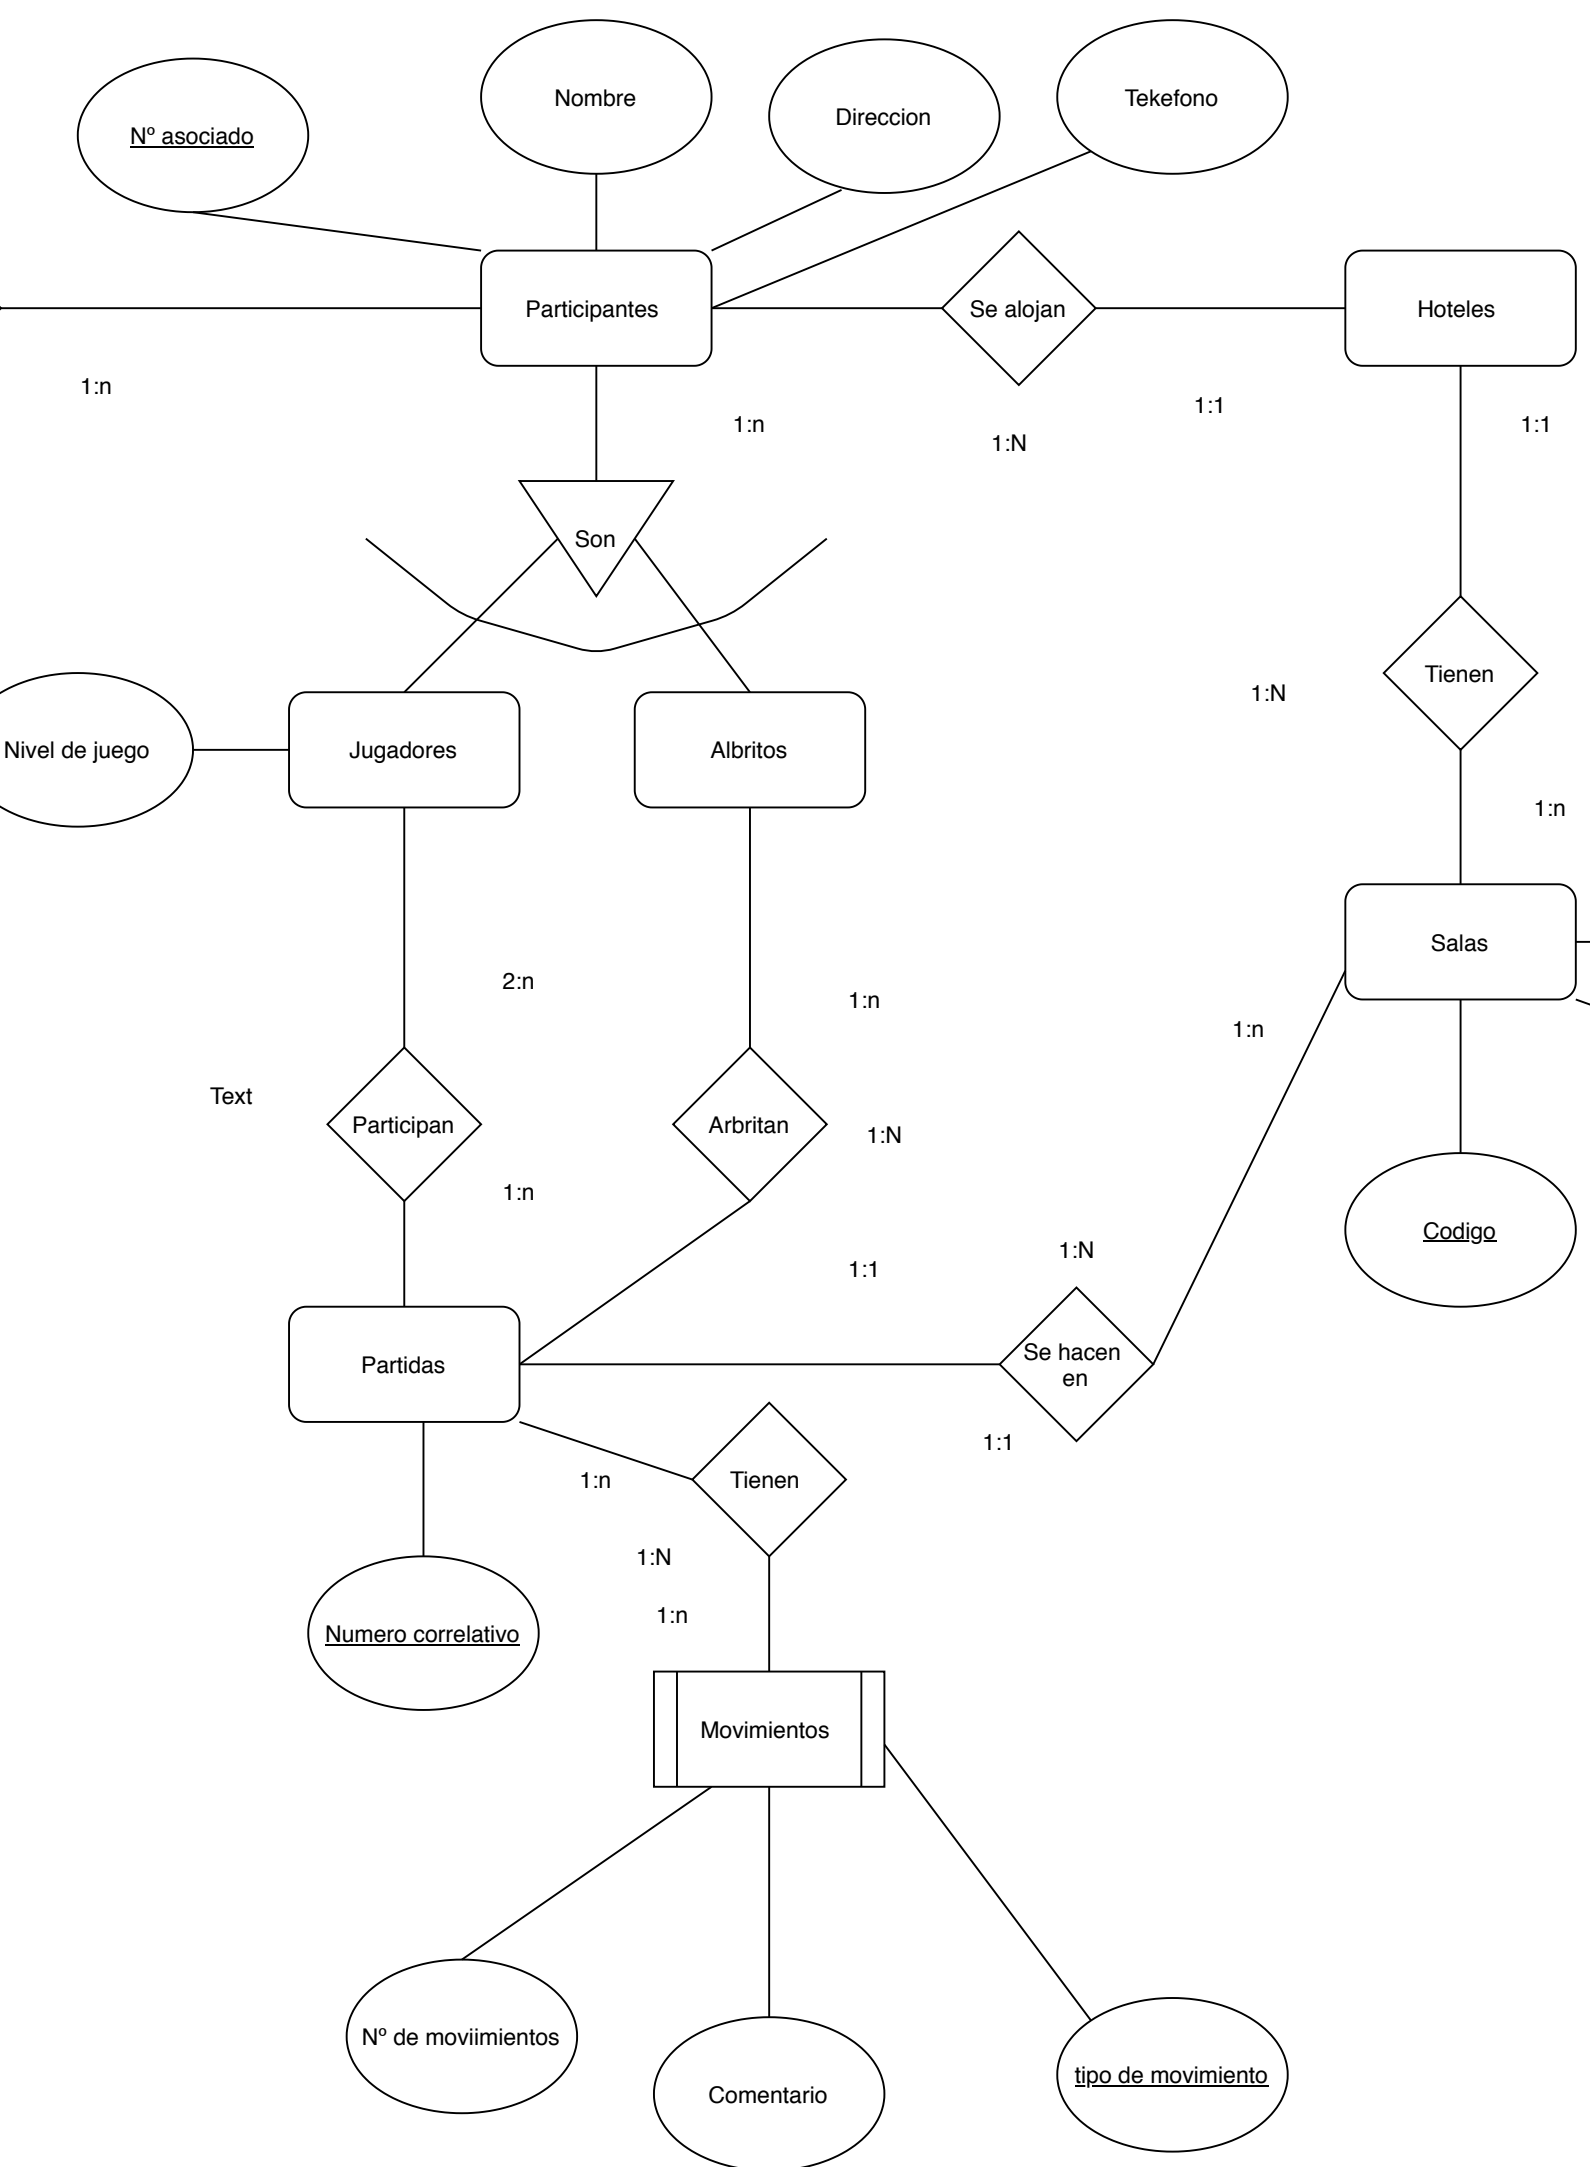 Nº asociado
Nombre
Direccion
Tekefono
Participantes
Se alojan
Hoteles
1:n
1:n
1:N
1:1
1:1
Son
Nivel de juego
Jugadores
Albritos
1:N
Tienen
1:n
Salas
2:n
1:n
1:n
Text
Participan
Arbritan
1:N
1:n
Codigo
1:1
1:N
Partidas
Se hacen
en
1:1
1:n
Tienen
1:N
1:n
Numero correlativo
Movimientos
Nº de moviimientos
Comentario
tipo de movimiento